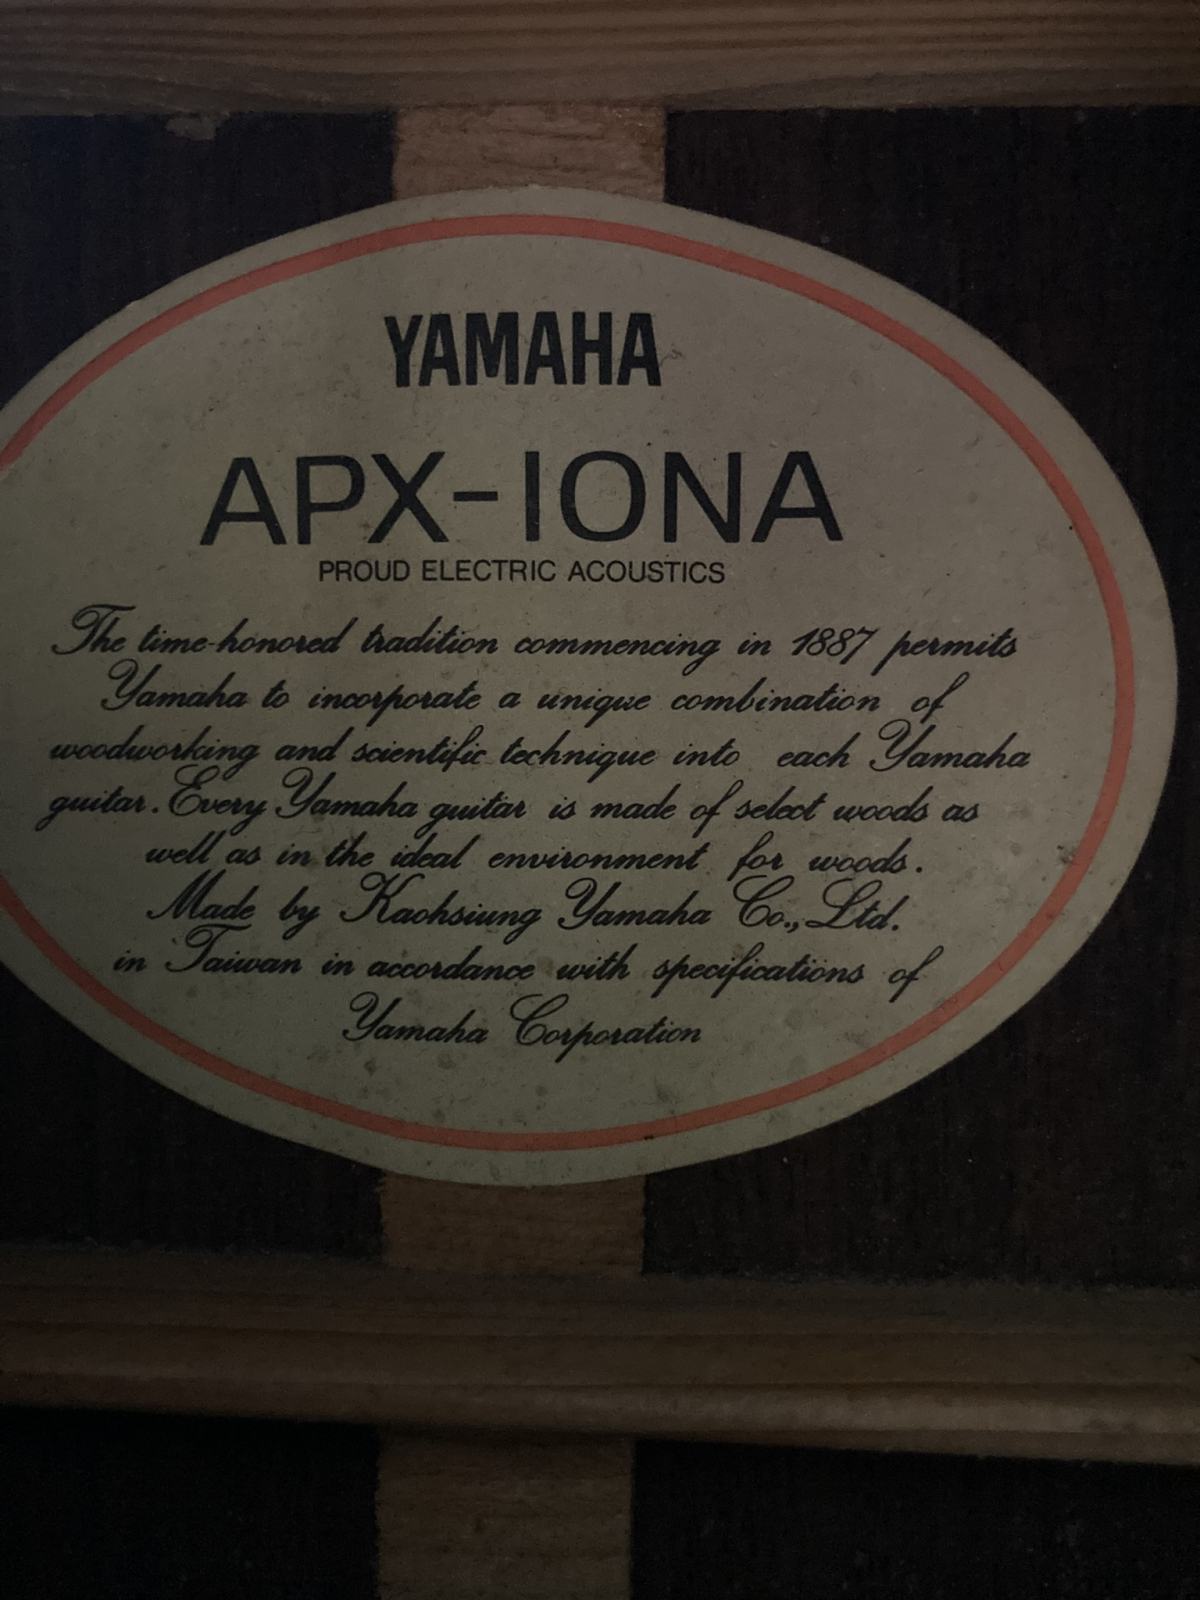 YAMAHA
APX-10NA
PROUD ELECTRIC ACOUSTICS
The time-honored tradition commencing in 1887 permits
Yamaha to incorporate a unique combination of
woodworking and scientific technique into each Yamaha
guitar. Every Yamaha guitar is made of select woods as
well as in the ideal environment for woods.
Made by Kaohsiung Yamaha Co., Ltd.
in Taiwan in accordance with specifications of
Yamaha Corporation